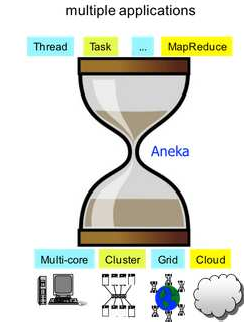 multiple applications
Thread Task ... MapReduce
Aneka
Multi-core Cluster Grid Cloud